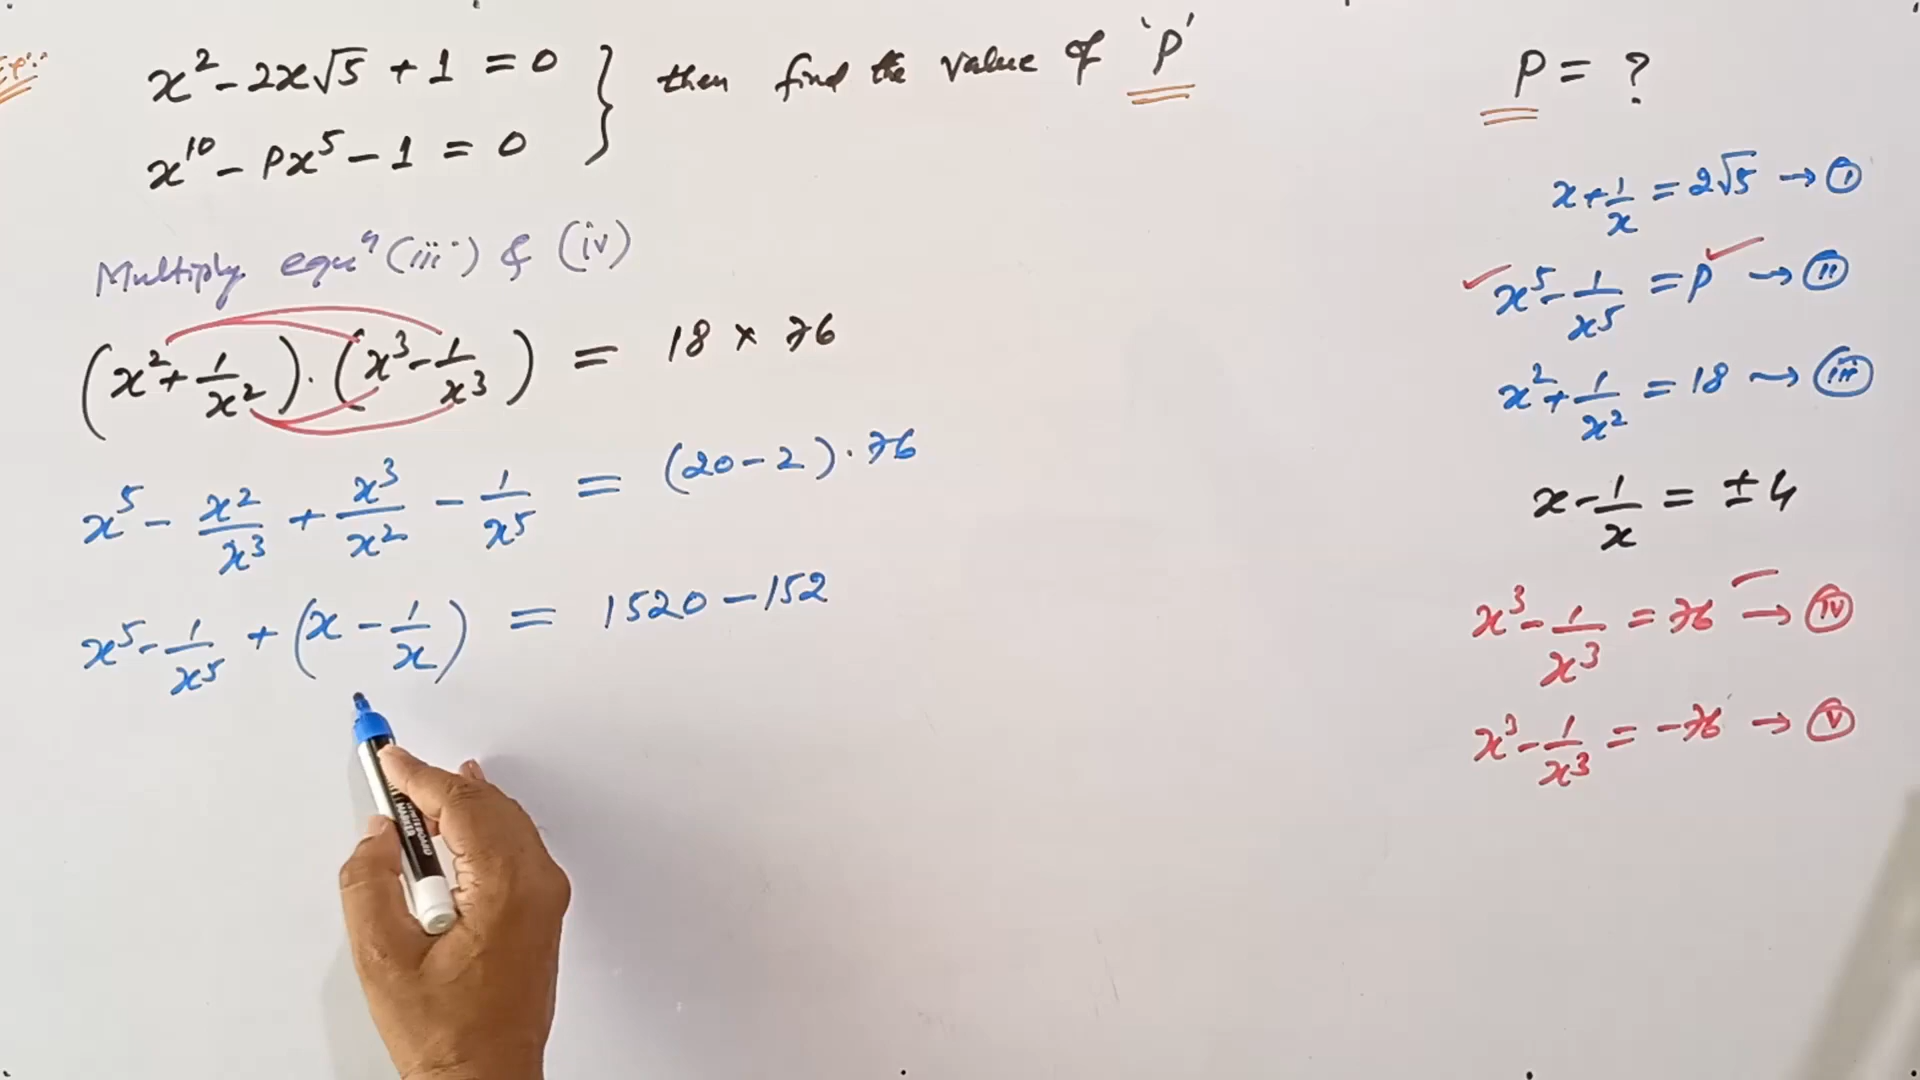 x² - 2x√5 + 1 = 0
x¹⁰ - Px⁵ - 1 = 0 } then find the value of 'P'
Multiply equⁿ (iii) & (iv)
(x² + 1/x²) · (x³ - 1/x³) = 18 × 76
x⁵ - x²/x³ + x³/x² - 1/x⁵ = (20 - 2) · 76
x⁵ - 1/x⁵ + (x - 1/x) = 1520 - 152
P = ?
x + 1/x = 2√5 → (i)
x⁵ - 1/x⁵ = P → (ii)
x² + 1/x² = 18 → (iii)
x - 1/x = ± 4
x³ - 1/x³ = 76 → (iv)
x³ - 1/x³ = -76 → (v)
WHITEBOARD
MARKER